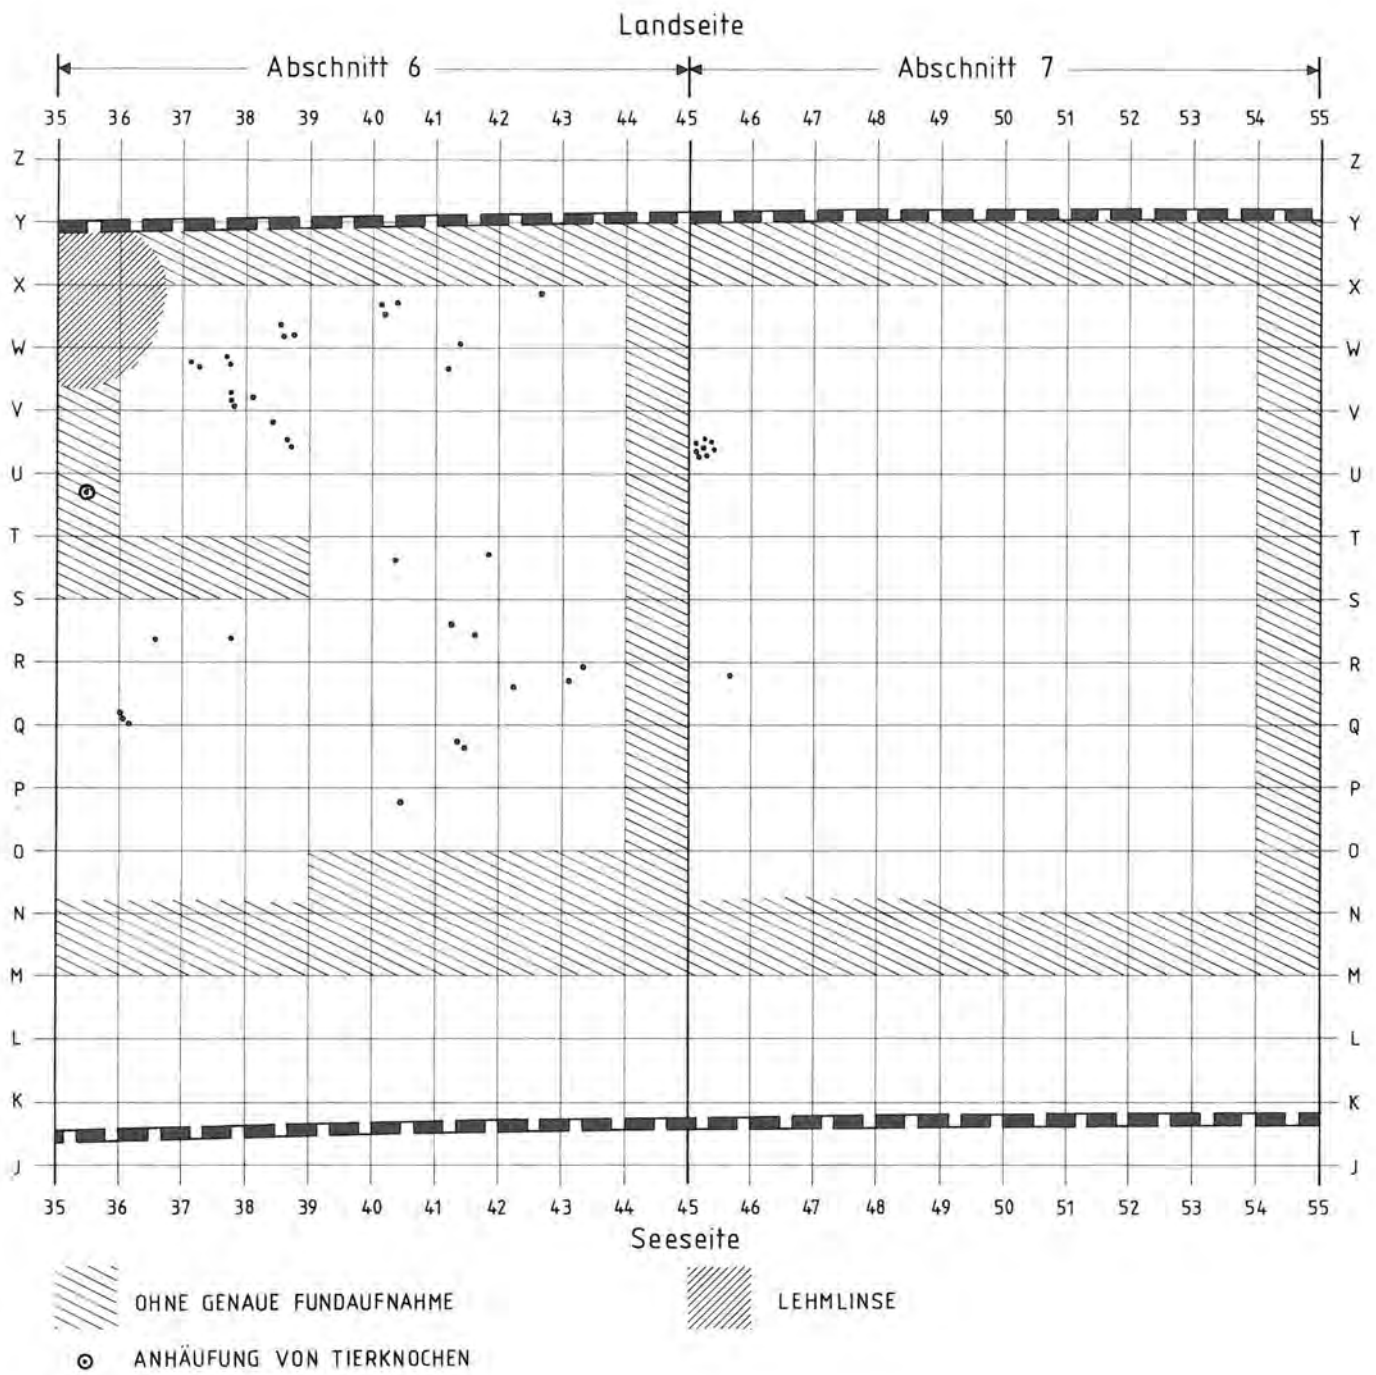 Landseite
Abschnitt 6 Abschnitt 7
35 36 37 38 39 40 41 42 43 44 45 46 47 48 49 50 51 52 53 54 55
Z Z
Y Y
X X
W W
V V
U U
T T
S S
R R
Q Q
P P
O O
N N
M M
L L
K K
J J
35 36 37 38 39 40 41 42 43 44 45 46 47 48 49 50 51 52 53 54 55
Seeseite
OHNE GENAUE FUNDAUFNAHME LEHMLINSE
ANHÄUFUNG VON TIERKNOCHEN